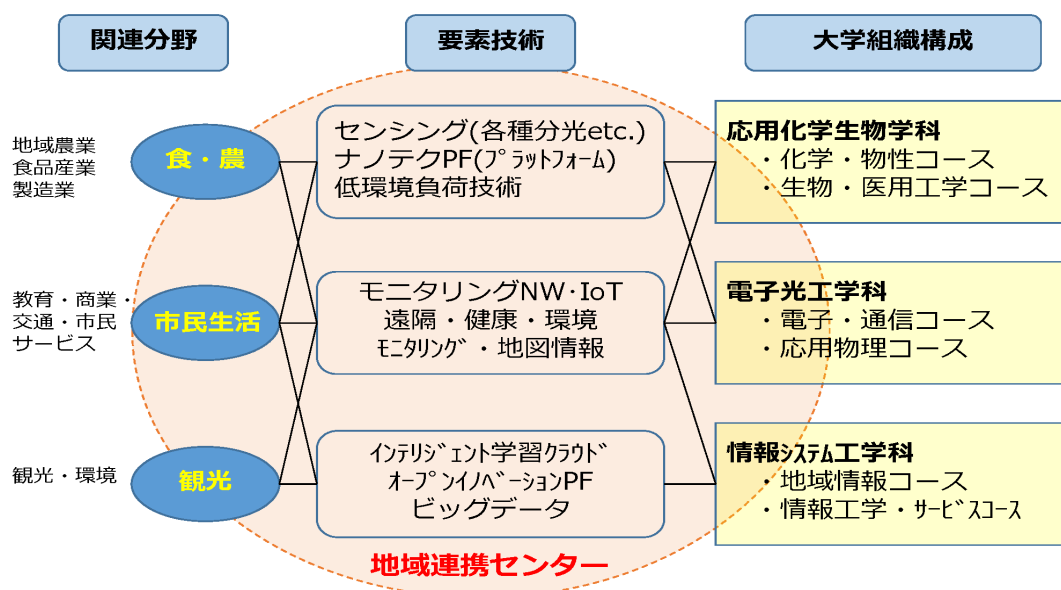 関連分野
要素技術
大学組織構成
地域農業
食品産業
製造業
食・農
センシング(各種分光etc.)
ナノテクPF(ﾌﾟﾗｯﾄﾌｫｰﾑ)
低環境負荷技術
応用化学生物学科
・化学・物性コース
・生物・医用工学コース
教育・商業・
交通・市民
サービス
市民生活
モニタリングNW･IoT
遠隔・健康・環境
ﾓﾆﾀﾘﾝｸﾞ・地図情報
電子光工学科
・電子・通信コース
・応用物理コース
観光・環境
観光
ｲﾝﾃﾘｼﾞｪﾝﾄ学習ｸﾗｳﾄﾞ
ｵｰﾌﾟﾝｲﾉﾍﾞｰｼｮﾝPF
ビッグデータ
情報ｼｽﾃﾑ工学科
・地域情報コース
・情報工学・ｻｰﾋﾞｽｺｰｽ
地域連携センター